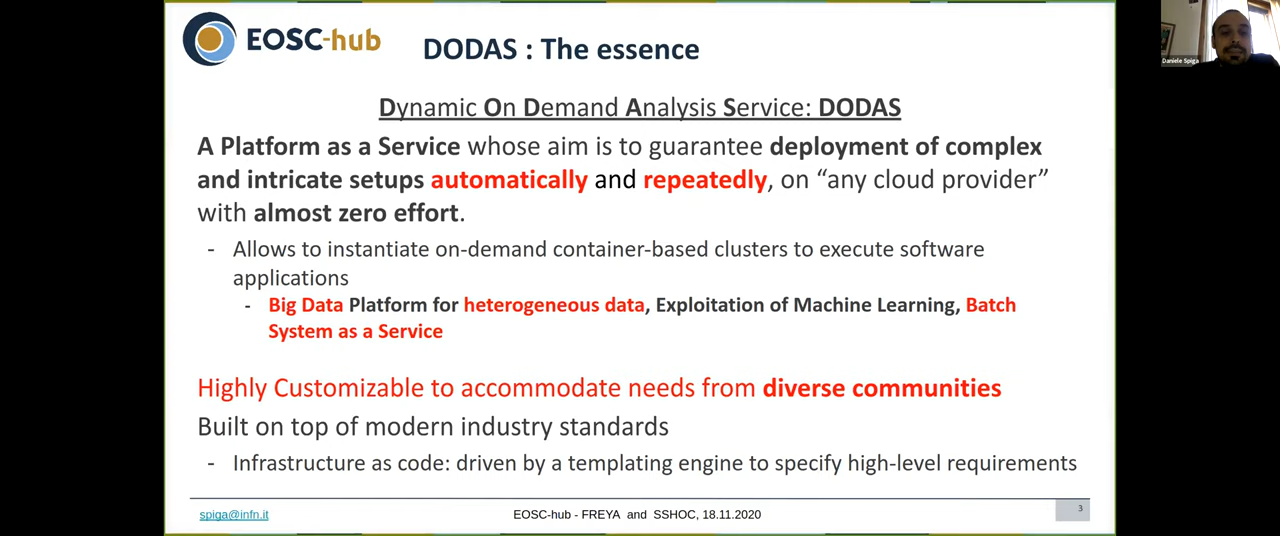 EOSC-hub
DODAS : The essence
Daniele Spiga
Dynamic On Demand Analysis Service: DODAS
A Platform as a Service whose aim is to guarantee deployment of complex
and intricate setups automatically and repeatedly, on “any cloud provider”
with almost zero effort.
- Allows to instantiate on-demand container-based clusters to execute software
applications
- Big Data Platform for heterogeneous data, Exploitation of Machine Learning, Batch
System as a Service
Highly Customizable to accommodate needs from diverse communities
Built on top of modern industry standards
- Infrastructure as code: driven by a templating engine to specify high-level requirements
spiga@infn.it
EOSC-hub - FREYA and SSHOC, 18.11.2020
3